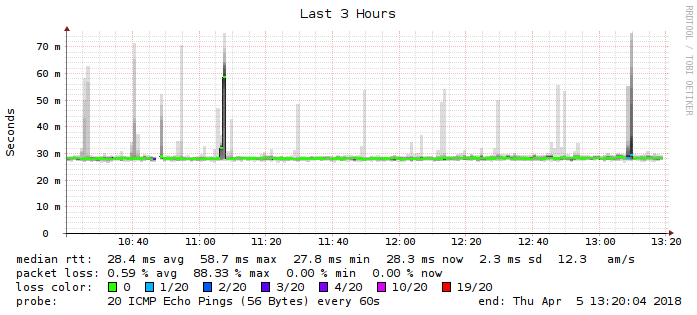 Last 3 Hours
RRDTOOL / TOBI OETIKER
Seconds
70 m
60 m
50 m
40 m
30 m
20 m
10 m
0
10:40 11:00 11:20 11:40 12:00 12:20 12:40 13:00 13:20
median rtt: 28.4 ms avg 58.7 ms max 27.8 ms min 28.3 ms now 2.3 ms sd 12.3 am/s
packet loss: 0.59 % avg 88.33 % max 0.00 % min 0.00 % now
loss color: 0 1/20 2/20 3/20 4/20 10/20 19/20
probe: 20 ICMP Echo Pings (56 Bytes) every 60s end: Thu Apr 5 13:20:04 2018